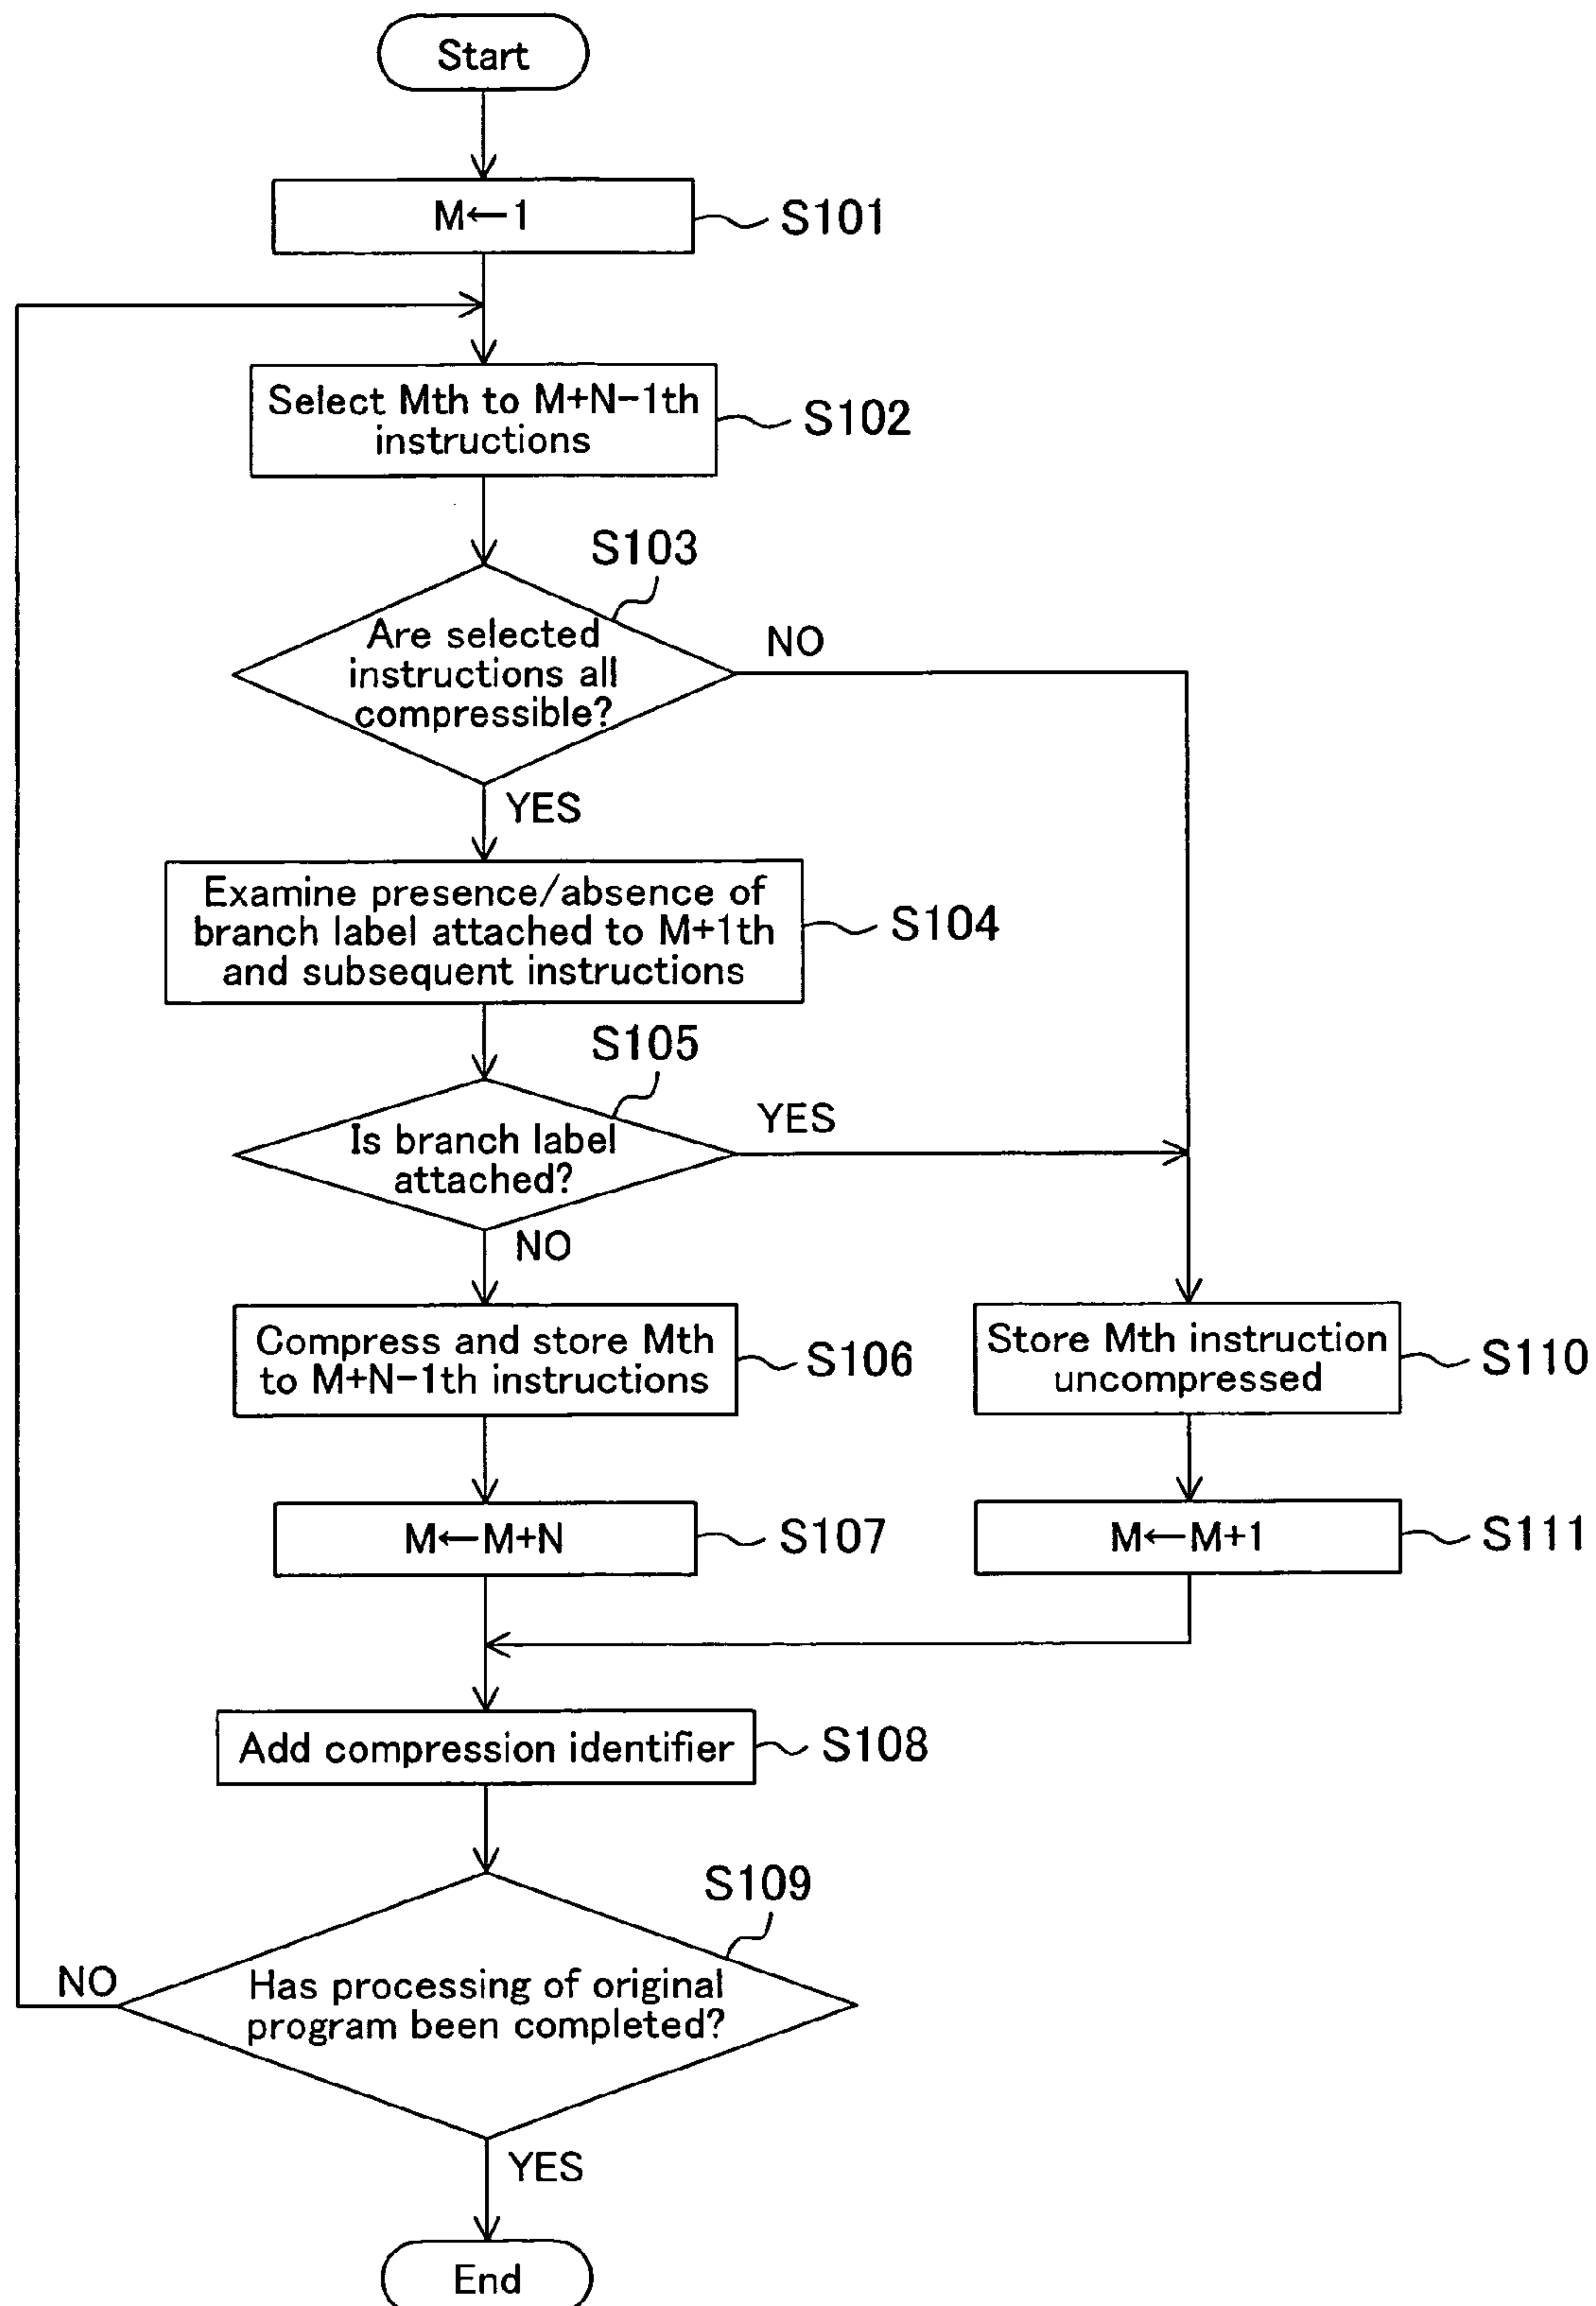 Start
M←1
S101
Select Mth to M+N-1th
instructions
S102
S103
Are selected
instructions all
compressible?
NO
YES
Examine presence/absence of
branch label attached to M+1th
and subsequent instructions
S104
S105
Is branch label
attached?
YES
NO
Compress and store Mth
to M+N-1th instructions
S106
Store Mth instruction
uncompressed
S110
M←M+N
S107
M←M+1
S111
Add compression identifier
S108
S109
Has processing of original
program been completed?
NO
YES
End